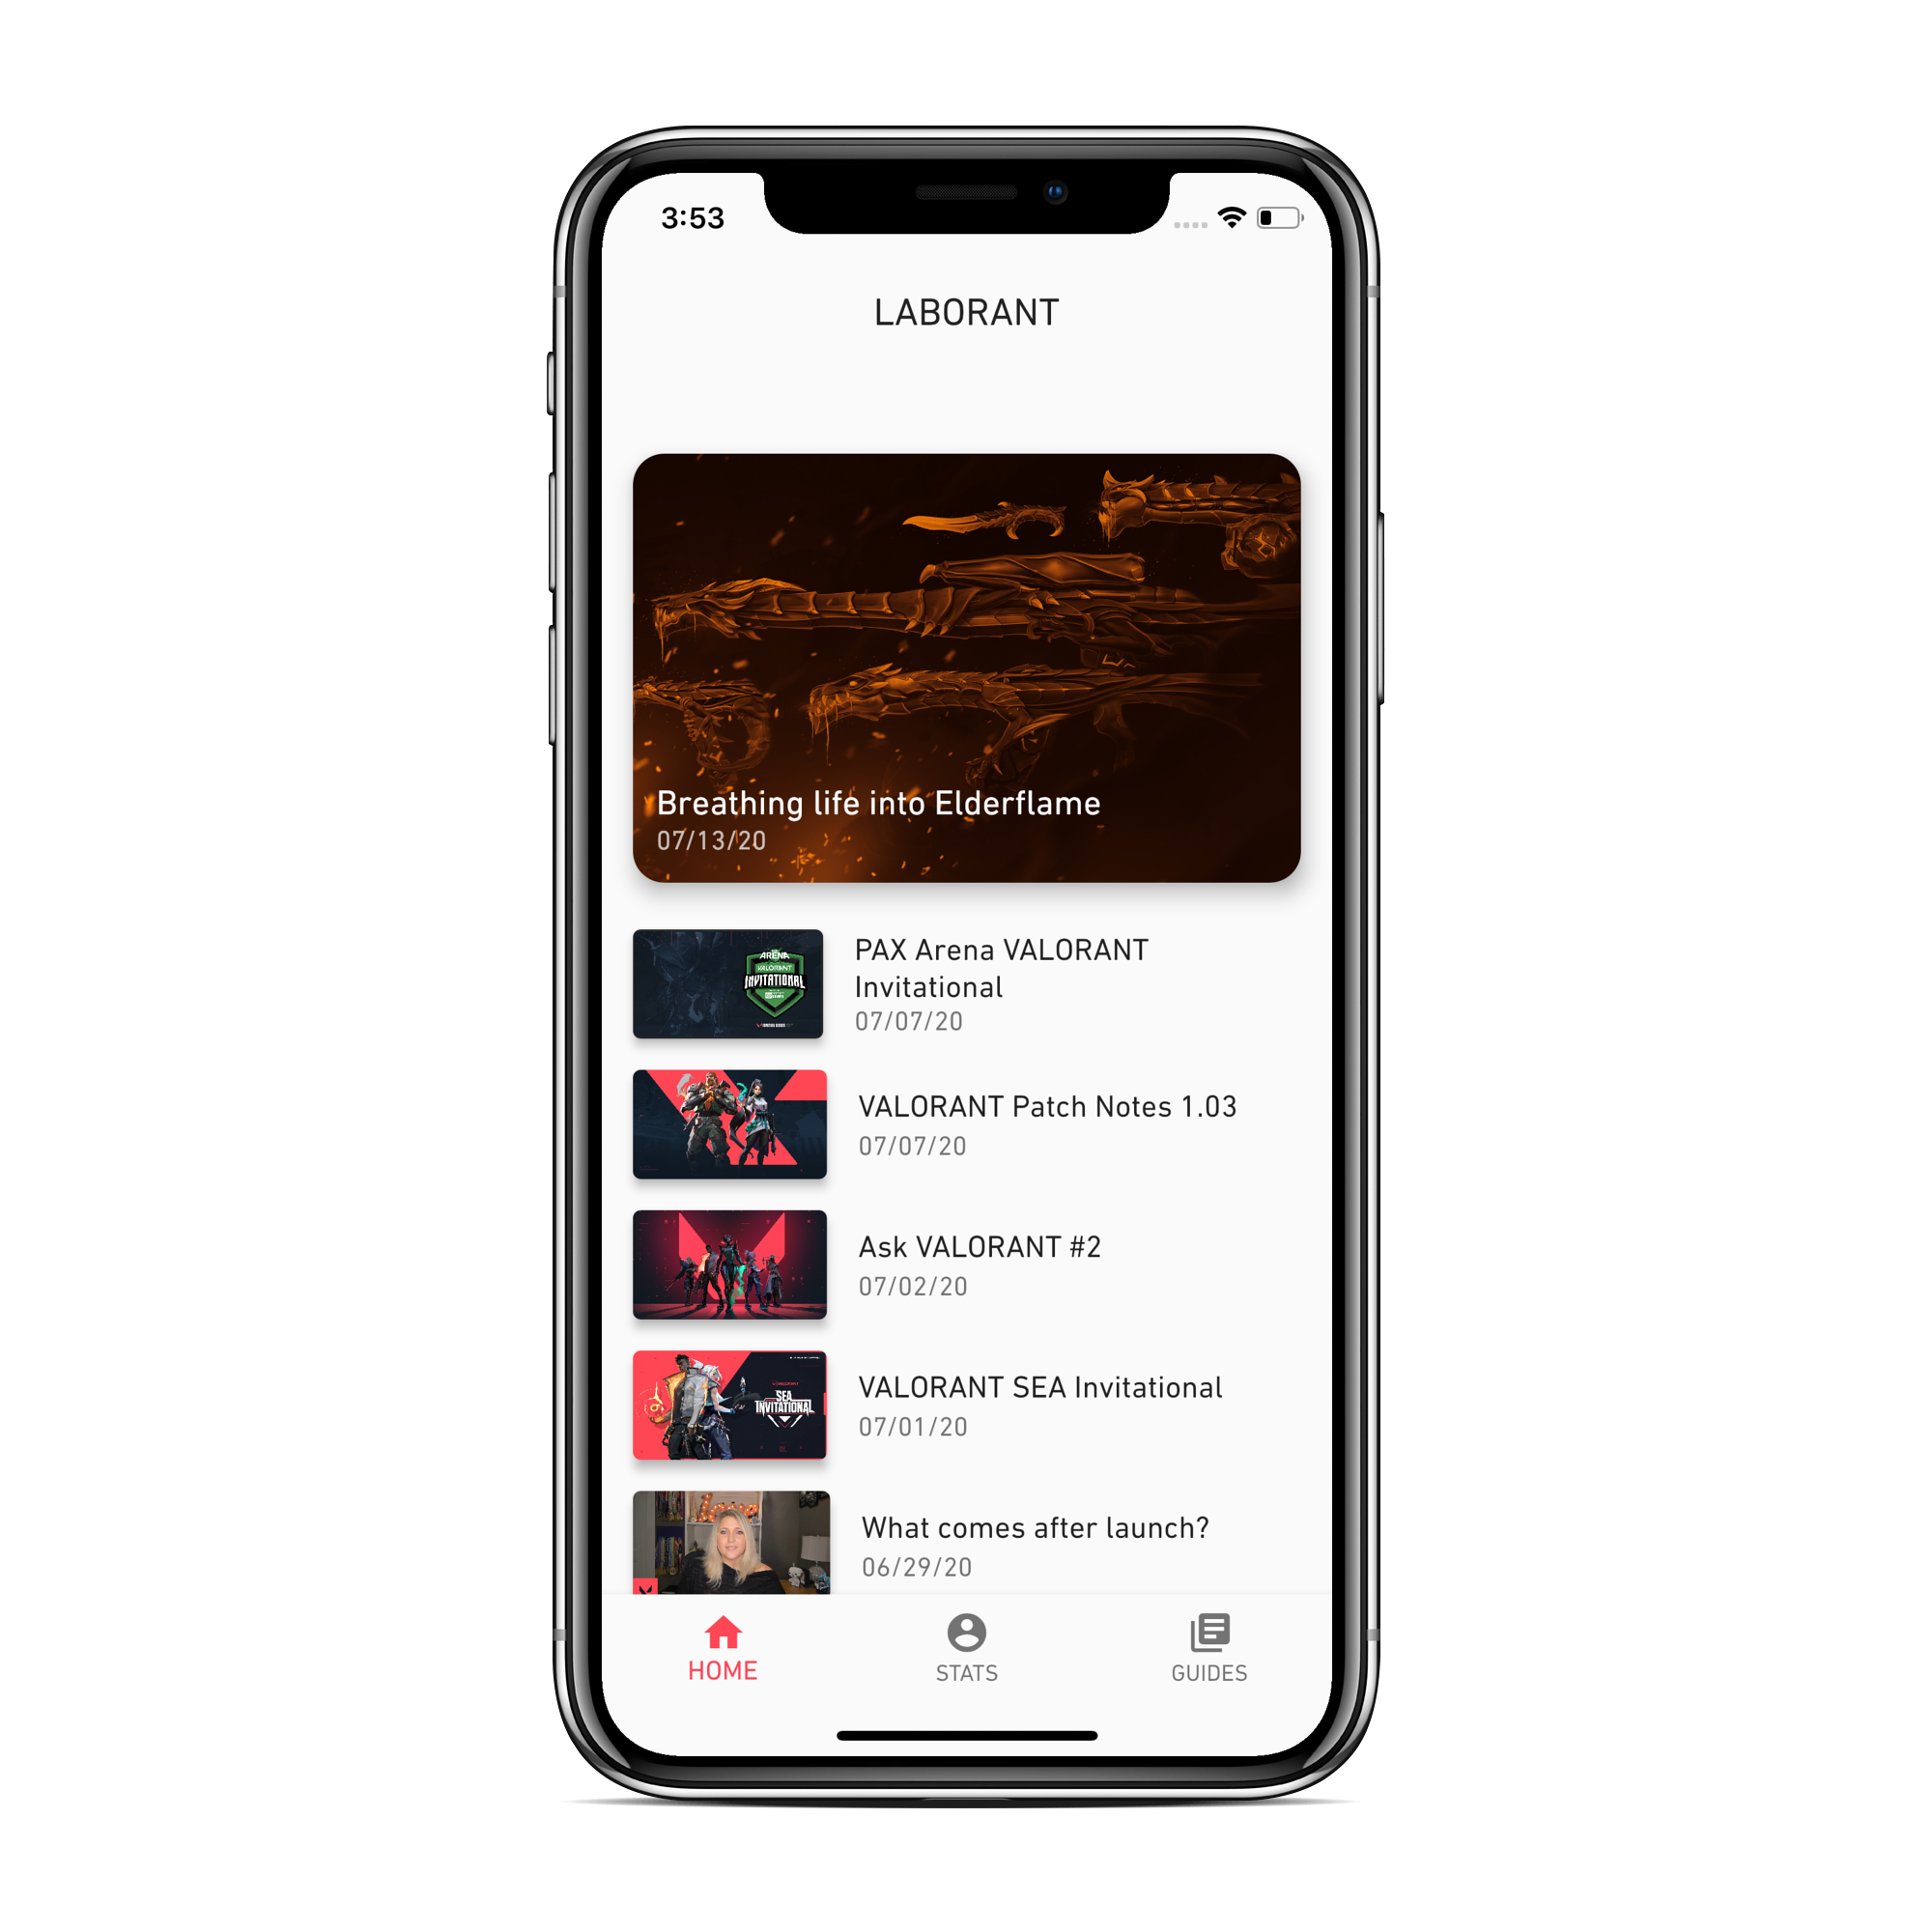 3:53
LABORANT
Breathing life into Elderflame
07/13/20
ARENA
VALORANT
INVITATIONAL
PAX Arena VALORANT
Invitational
07/07/20
VALORANT Patch Notes 1.03
07/07/20
Ask VALORANT #2
07/02/20
SEA
INVITATIONAL
VALORANT SEA Invitational
07/01/20
What comes after launch?
06/29/20
HOME
STATS
GUIDES